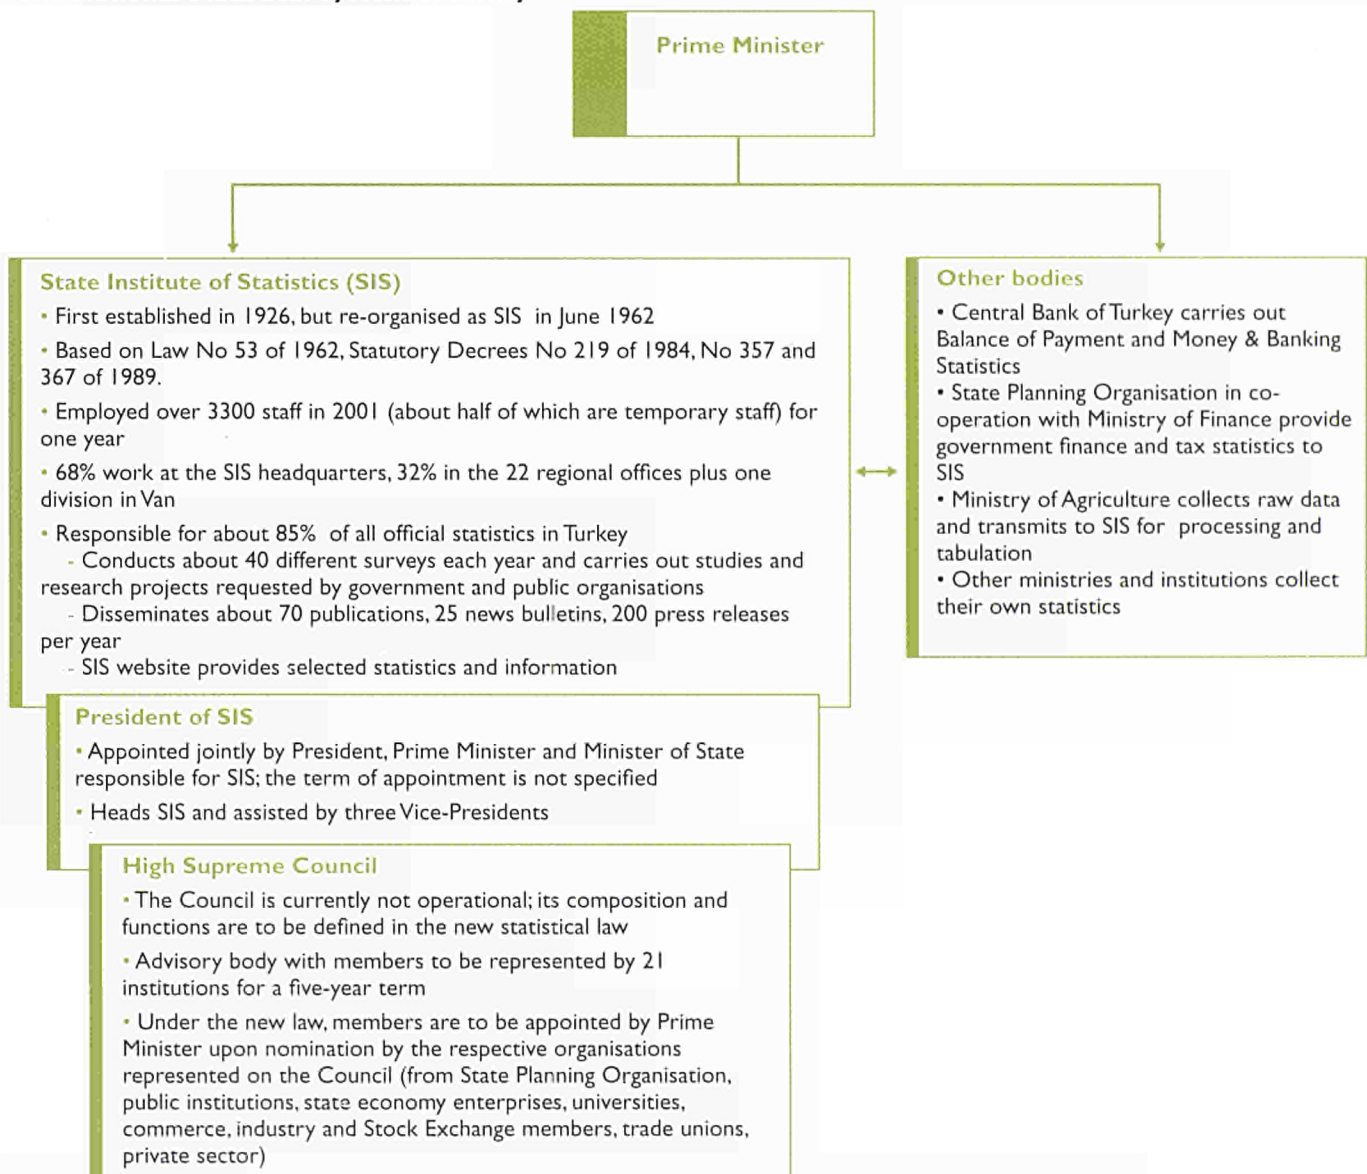 Prime Minister
State Institute of Statistics (SIS)
• First established in 1926, but re-organised as SIS in June 1962
• Based on Law No 53 of 1962, Statutory Decrees No 219 of 1984, No 357 and
367 of 1989.
• Employed over 3300 staff in 2001 (about half of which are temporary staff) for
one year
• 68% work at the SIS headquarters, 32% in the 22 regional offices plus one
division in Van
• Responsible for about 85% of all official statistics in Turkey
- Conducts about 40 different surveys each year and carries out studies and
research projects requested by government and public organisations
- Disseminates about 70 publications, 25 news bulletins, 200 press releases
per year
- SIS website provides selected statistics and information
Other bodies
• Central Bank of Turkey carries out
Balance of Payment and Money & Banking
Statistics
• State Planning Organisation in co-
operation with Ministry of Finance provide
government finance and tax statistics to
SIS
• Ministry of Agriculture collects raw data
and transmits to SIS for processing and
tabulation
• Other ministries and institutions collect
their own statistics
President of SIS
• Appointed jointly by President, Prime Minister and Minister of State
responsible for SIS; the term of appointment is not specified
• Heads SIS and assisted by three Vice-Presidents
High Supreme Council
• The Council is currently not operational; its composition and
functions are to be defined in the new statistical law
• Advisory body with members to be represented by 21
institutions for a five-year term
• Under the new law, members are to be appointed by Prime
Minister upon nomination by the respective organisations
represented on the Council (from State Planning Organisation,
public institutions, state economy enterprises, universities,
commerce, industry and Stock Exchange members, trade unions,
private sector)